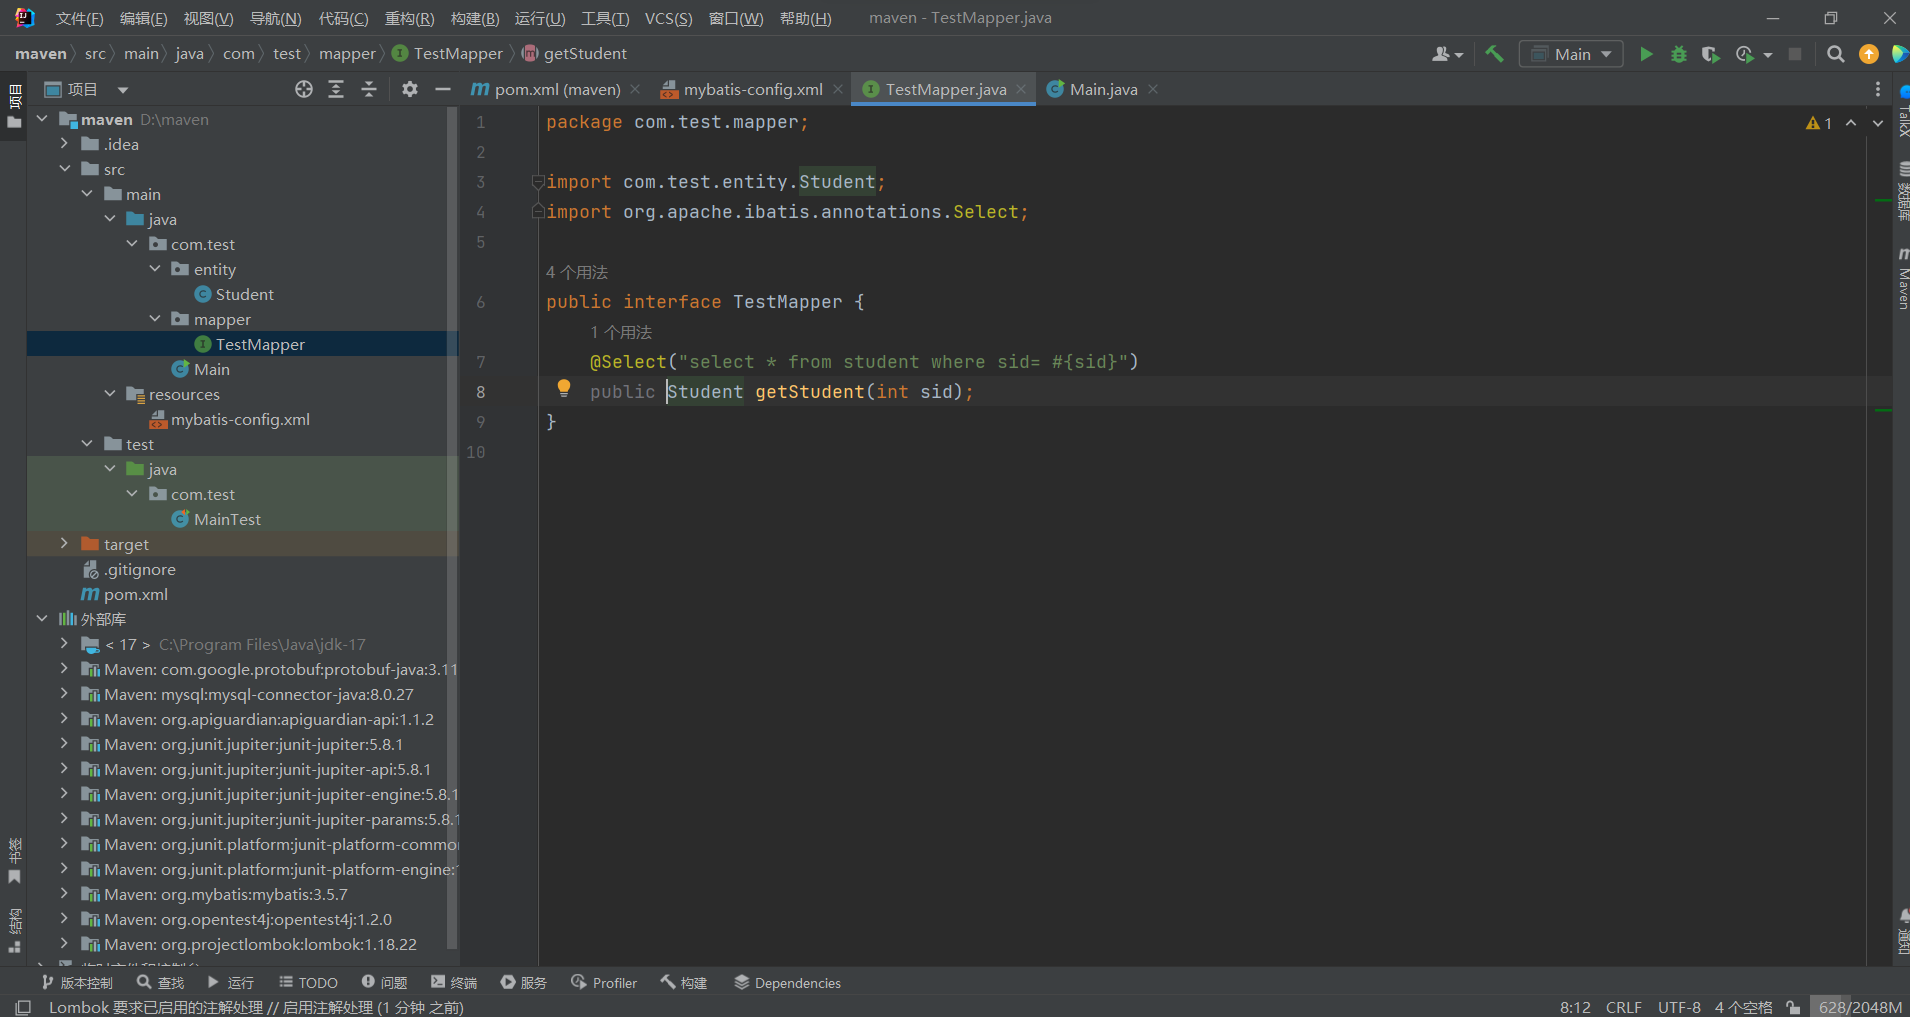 文件(F) 编辑(E) 视图(V) 导航(N) 代码(C) 重构(R) 构建(B) 运行(U) 工具(T) VCS(S) 窗口(W) 帮助(H) maven - TestMapper.java
maven src main java com test mapper TestMapper getStudent Main
项目 pom.xml (maven) mybatis-config.xml TestMapper.java Main.java
项目
maven D:\maven
.idea
src
main
java
com.test
entity
Student
mapper
TestMapper
Main
resources
mybatis-config.xml
test
java
com.test
MainTest
target
.gitignore
pom.xml
外部库
< 17 > C:\Program Files\Java\jdk-17
Maven: com.google.protobuf:protobuf-java:3.11
Maven: mysql:mysql-connector-java:8.0.27
Maven: org.apiguardian:apiguardian-api:1.1.2
Maven: org.junit.jupiter:junit-jupiter:5.8.1
Maven: org.junit.jupiter:junit-jupiter-api:5.8.1
Maven: org.junit.jupiter:junit-jupiter-engine:5.8.1
Maven: org.junit.jupiter:junit-jupiter-params:5.8.1
Maven: org.junit.platform:junit-platform-commo
Maven: org.junit.platform:junit-platform-engine:
Maven: org.mybatis:mybatis:3.5.7
Maven: org.opentest4j:opentest4j:1.2.0
Maven: org.projectlombok:lombok:1.18.22
书签
结构
1 package com.test.mapper;
2
3 import com.test.entity.Student;
4 import org.apache.ibatis.annotations.Select;
5
4 个用法
6 public interface TestMapper {
1 个用法
7 @Select("select * from student where sid= #{sid}")
8 public Student getStudent(int sid);
9 }
10
1
TalkX
数据库
Maven
通知
版本控制 查找 运行 TODO 问题 终端 服务 Profiler 构建 Dependencies
Lombok 要求已启用的注解处理 // 启用注解处理 (1 分钟 之前) 8:12 CRLF UTF-8 4 个空格 628/2048M